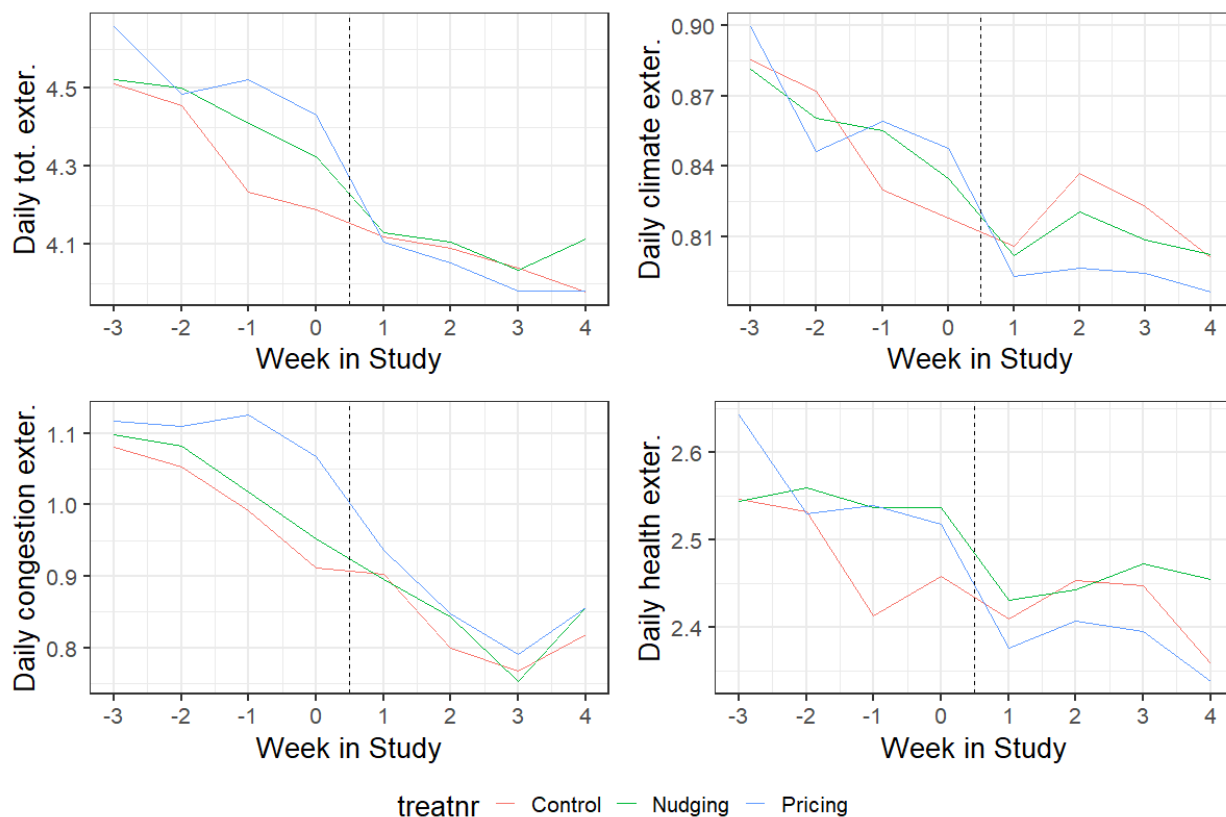 Daily tot. exter.
4.5
4.3
4.1
-3 -2 -1 0 1 2 3 4
Week in Study
Daily climate exter.
0.90
0.87
0.84
0.81
-3 -2 -1 0 1 2 3 4
Week in Study
Daily congestion exter.
1.1
1.0
0.9
0.8
-3 -2 -1 0 1 2 3 4
Week in Study
Daily health exter.
2.6
2.5
2.4
-3 -2 -1 0 1 2 3 4
Week in Study
treatnr Control Nudging Pricing